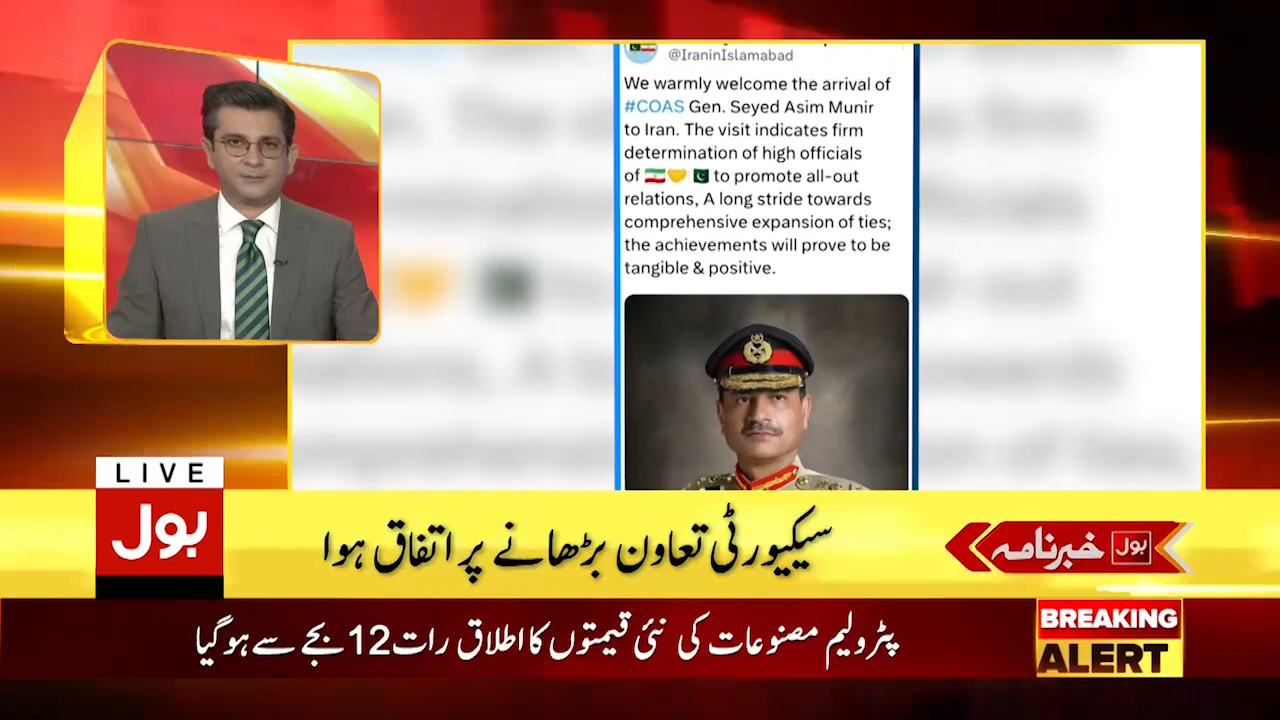 @IraninIslamabad
We warmly welcome the arrival of
#COAS Gen. Seyed Asim Munir
to Iran. The visit indicates firm
determination of high officials
of 🇮🇷🤝🇵🇰 to promote all-out
relations, A long stride towards
comprehensive expansion of ties;
the achievements will prove to be
tangible & positive.
LIVE
بول
سیکیورٹی تعاون بڑھانے پر اتفاق ہوا
بول خبرنامہ
BREAKING
ALERT
پٹرولیم مصنوعات کی نئی قیمتوں کا اطلاق رات 12 بجے سے ہوگیا